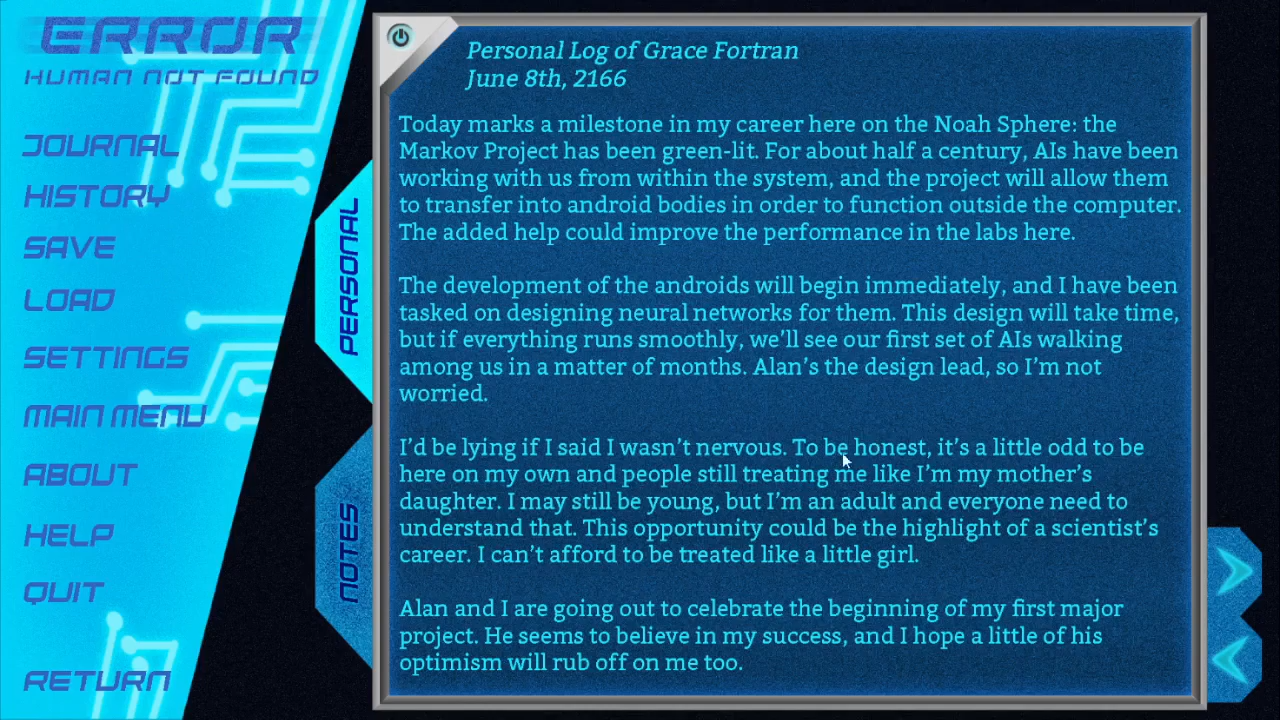 ERROR
HUMAN NOT FOUND
JOURNAL
HISTORY
SAVE
LOAD
SETTINGS
MAIN MENU
ABOUT
HELP
QUIT
RETURN
PERSONAL
NOTES
Personal Log of Grace Fortran
June 8th, 2166
Today marks a milestone in my career here on the Noah Sphere: the
Markov Project has been green-lit. For about half a century, AIs have been
working with us from within the system, and the project will allow them
to transfer into android bodies in order to function outside the computer.
The added help could improve the performance in the labs here.
The development of the androids will begin immediately, and I have been
tasked on designing neural networks for them. This design will take time,
but if everything runs smoothly, we'll see our first set of AIs walking
among us in a matter of months. Alan's the design lead, so I'm not
worried.
I'd be lying if I said I wasn't nervous. To be honest, it's a little odd to be
here on my own and people still treating me like I'm my mother's
daughter. I may still be young, but I'm an adult and everyone need to
understand that. This opportunity could be the highlight of a scientist's
career. I can't afford to be treated like a little girl.
Alan and I are going out to celebrate the beginning of my first major
project. He seems to believe in my success, and I hope a little of his
optimism will rub off on me too.